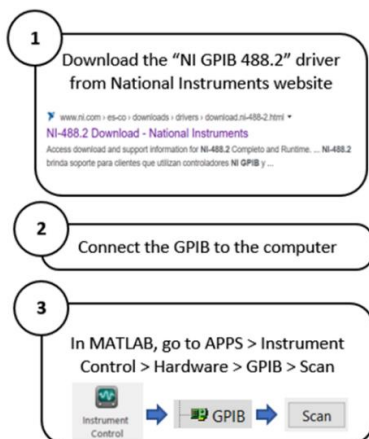 1
Download the “NI GPIB 488.2” driver
from National Instruments website
www.ni.com › es-co › downloads › drivers › download.ni-488-2.html
NI-488.2 Download - National Instruments
Access download and support information for NI-488.2 Completo and Runtime. ... NI-488.2
brinda soporte para clientes que utilizan controladores NI GPIB y ...
2
Connect the GPIB to the computer
3
In MATLAB, go to APPS > Instrument
Control > Hardware > GPIB > Scan
Instrument
Control
GPIB
Scan